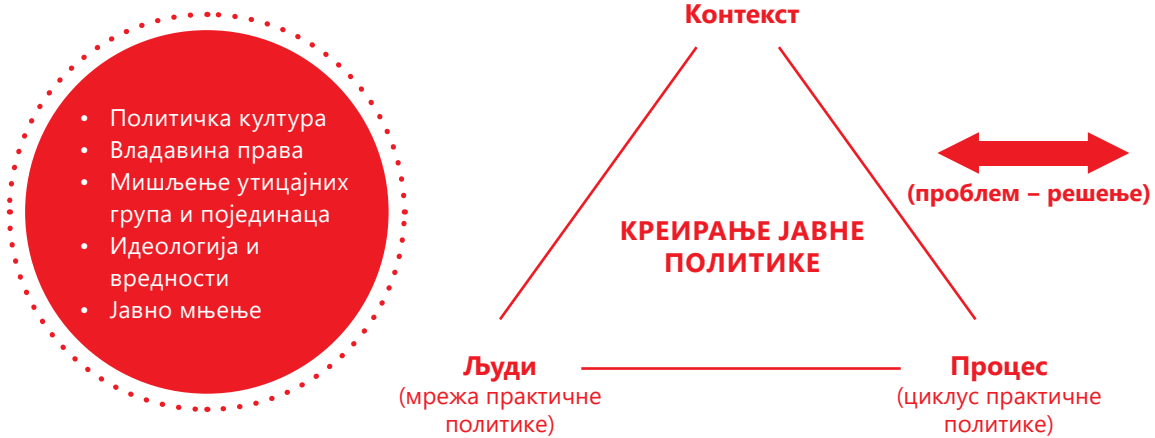 • Политичка култура
• Владавина права
• Мишљење утицајних
група и појединаца
• Идеологија и
вредности
• Јавно мњење
Контекст
(проблем – решење)
КРЕИРАЊЕ ЈАВНЕ
ПОЛИТИКЕ
Људи
(мрежа практичне
политике)
Процес
(циклус практичне
политике)